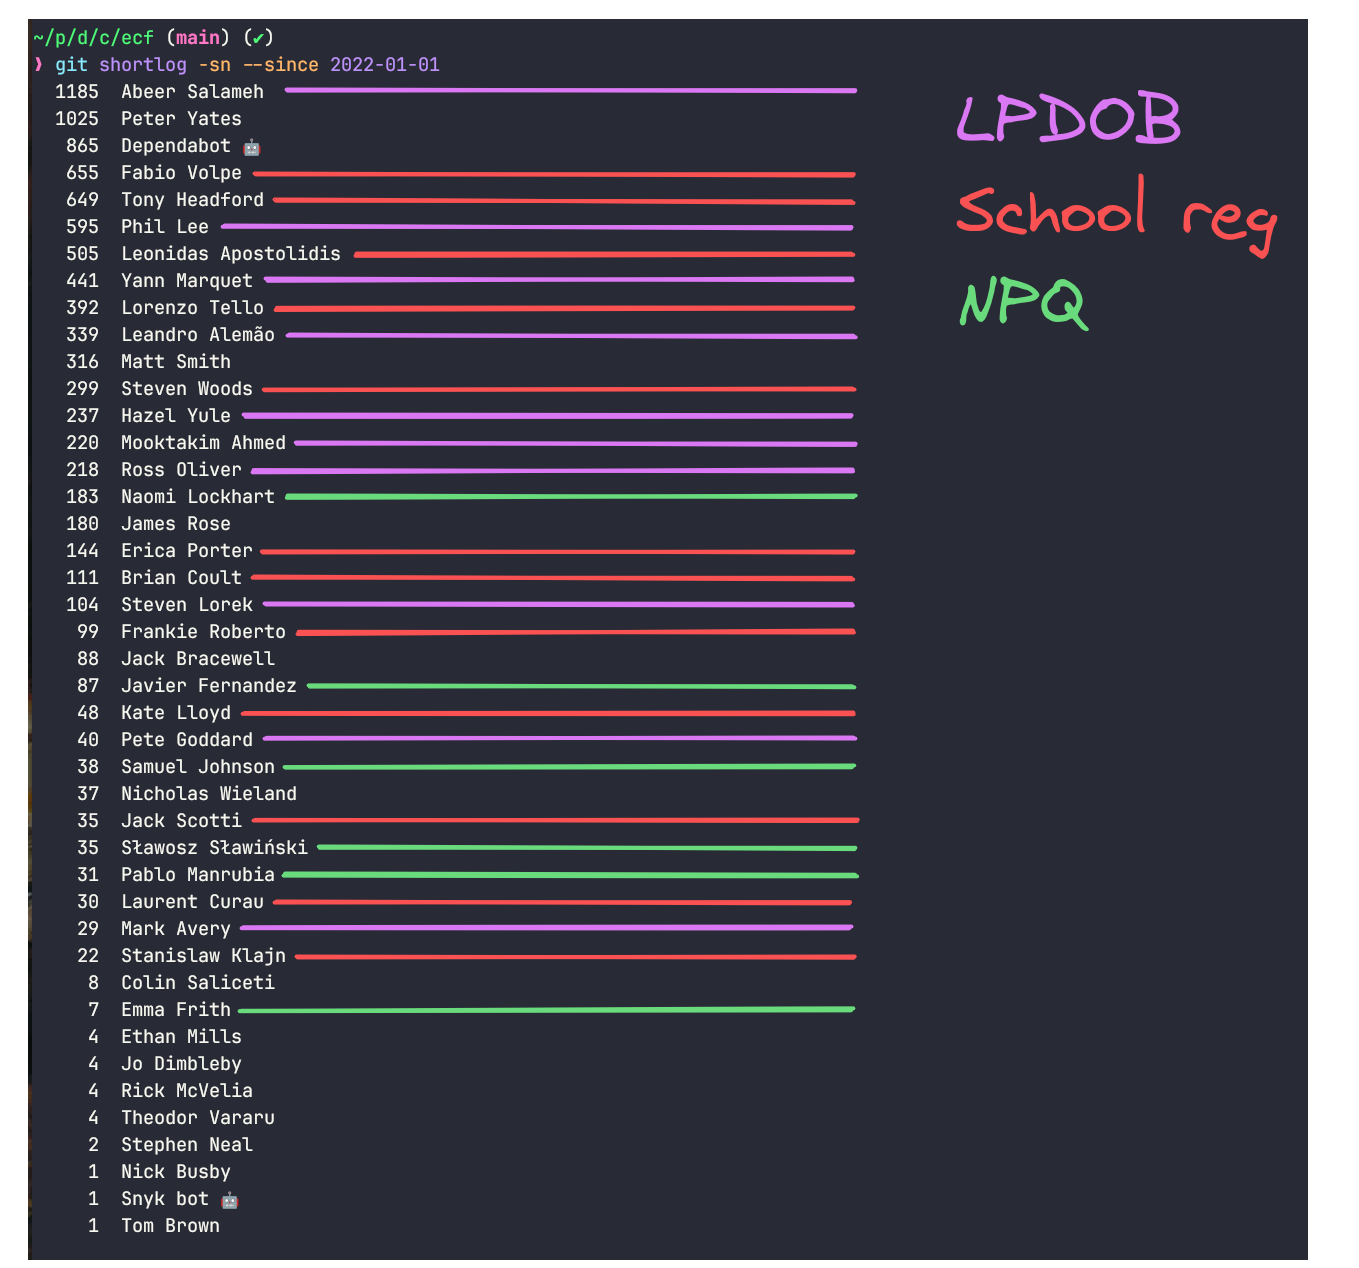 ~/p/d/c/ecf (main) (✔)
❱ git shortlog -sn --since 2022-01-01
1185 Abeer Salameh
1025 Peter Yates
865 Dependabot 🤖
655 Fabio Volpe
649 Tony Headford
595 Phil Lee
505 Leonidas Apostolidis
441 Yann Marquet
392 Lorenzo Tello
339 Leandro Alemão
316 Matt Smith
299 Steven Woods
237 Hazel Yule
220 Mooktakim Ahmed
218 Ross Oliver
183 Naomi Lockhart
180 James Rose
144 Erica Porter
111 Brian Coult
104 Steven Lorek
99 Frankie Roberto
88 Jack Bracewell
87 Javier Fernandez
48 Kate Lloyd
40 Pete Goddard
38 Samuel Johnson
37 Nicholas Wieland
35 Jack Scotti
35 Sławosz Sławiński
31 Pablo Manrubia
30 Laurent Curau
29 Mark Avery
22 Stanislaw Klajn
8 Colin Saliceti
7 Emma Frith
4 Ethan Mills
4 Jo Dimbleby
4 Rick McVelia
4 Theodor Vararu
2 Stephen Neal
1 Nick Busby
1 Snyk bot 🤖
1 Tom Brown
LPDOB
School reg
NPQ